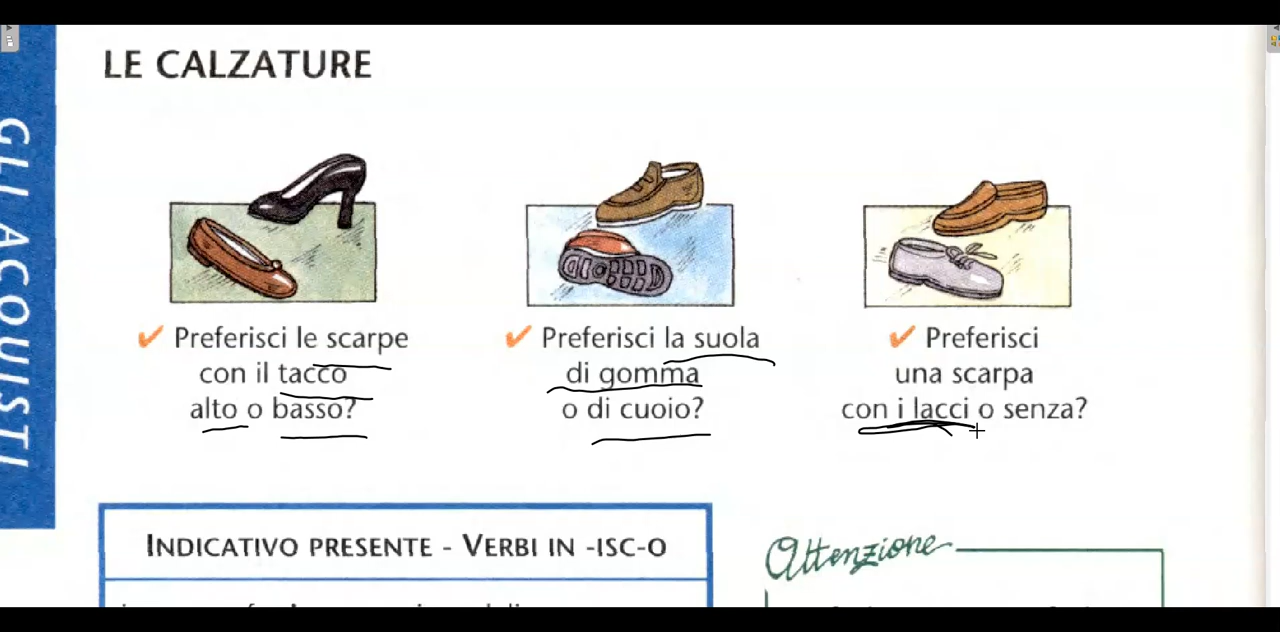 LE CALZATURE
GLI ACQUISTI
✔ Preferisci le scarpe
con il tacco
alto o basso?
✔ Preferisci la suola
di gomma
o di cuoio?
✔ Preferisci
una scarpa
con i lacci o senza?
INDICATIVO PRESENTE - VERBI IN -ISC-O
Attenzione